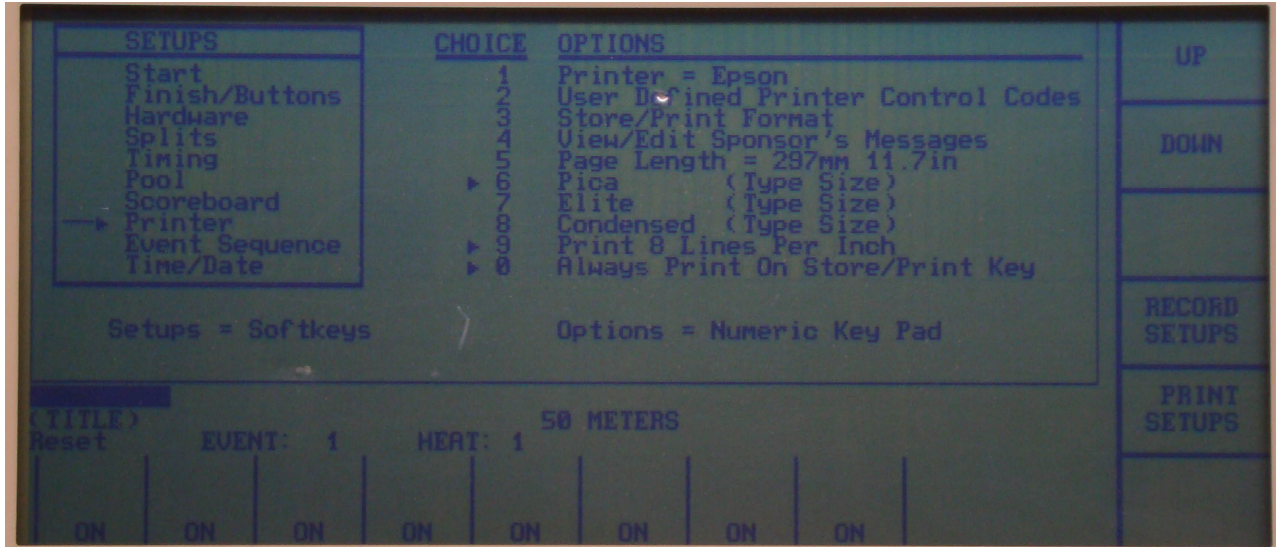 SETUPS CHOICE OPTIONS UP
Start 1 Printer = Epson
Finish/Buttons 2 User Defined Printer Control Codes
Hardware 3 Store/Print Format
Splits 4 View/Edit Sponsor's Messages DOWN
Timing 5 Page Length = 297mm 11.7in
Pool ▸ 6 Pica (Type Size)
Scoreboard 7 Elite (Type Size)
→ Printer 8 Condensed (Type Size)
Event Sequence ▸ 9 Print 8 Lines Per Inch
Time/Date ▸ 0 Always Print On Store/Print Key
RECORD
SETUPS
Setups = Softkeys Options = Numeric Key Pad
PRINT
SETUPS
(TITLE) 50 METERS
Reset EVENT: 1 HEAT: 1
ON ON ON ON ON ON ON ON